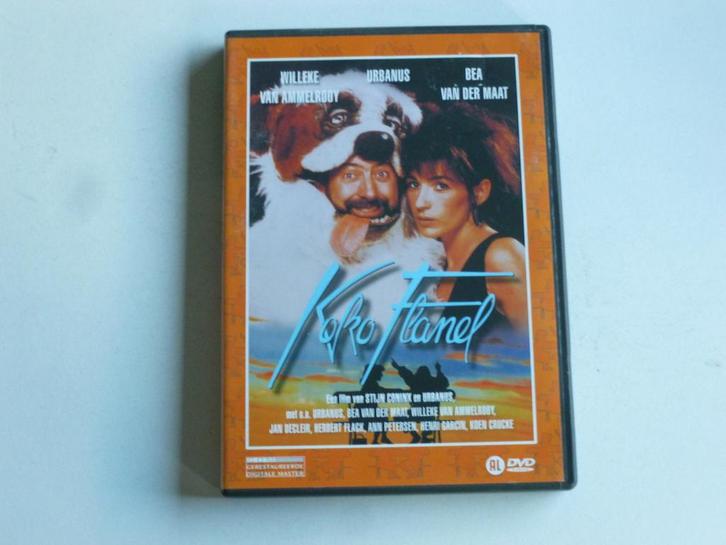 WILLEKE
VAN AMMELROOY
URBANUS
BEA
VAN DER MAAT
Koko Flanel
Een film van STIJN CONINX en URBANUS,
met o.a. URBANUS, BEA VAN DER MAAT, WILLEKE VAN AMMELROOY,
JAN DECLEIR, HERBERT FLACK, ANN PETERSEN, HENRI GARCIN, KOEN CRUCKE
GERESTAUREERDE
DIGITALE MASTER
AL DVD